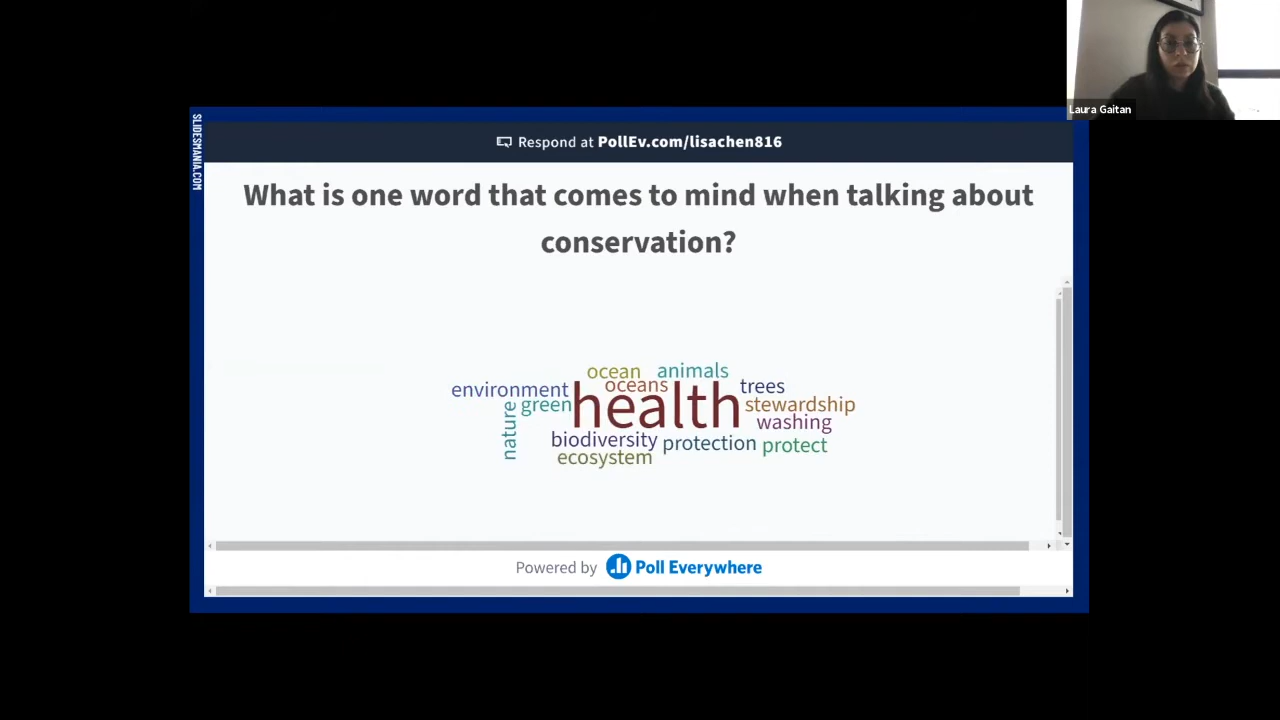 Laura Gaitan
SLIDESMANIA.COM
Respond at PollEv.com/lisachen816
What is one word that comes to mind when talking about
conservation?
ocean animals
environment oceans trees
nature green health stewardship
washing
biodiversity protection protect
ecosystem
Powered by Poll Everywhere